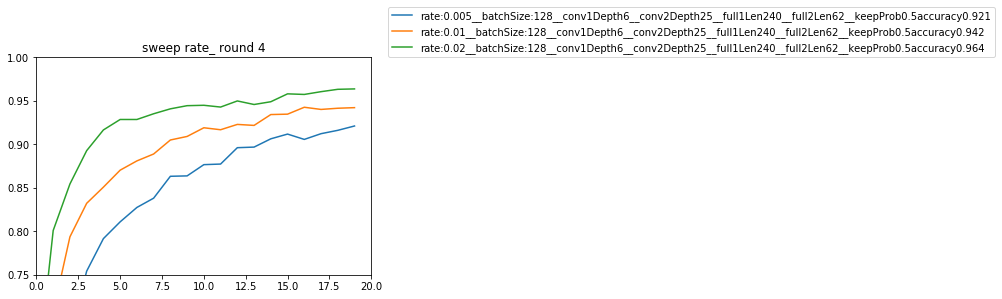 rate:0.005__batchSize:128__conv1Depth6__conv2Depth25__full1Len240__full2Len62__keepProb0.5accuracy0.921
rate:0.01__batchSize:128__conv1Depth6__conv2Depth25__full1Len240__full2Len62__keepProb0.5accuracy0.942
rate:0.02__batchSize:128__conv1Depth6__conv2Depth25__full1Len240__full2Len62__keepProb0.5accuracy0.964
sweep rate_ round 4
1.00
0.95
0.90
0.85
0.80
0.75
0.0 2.5 5.0 7.5 10.0 12.5 15.0 17.5 20.0